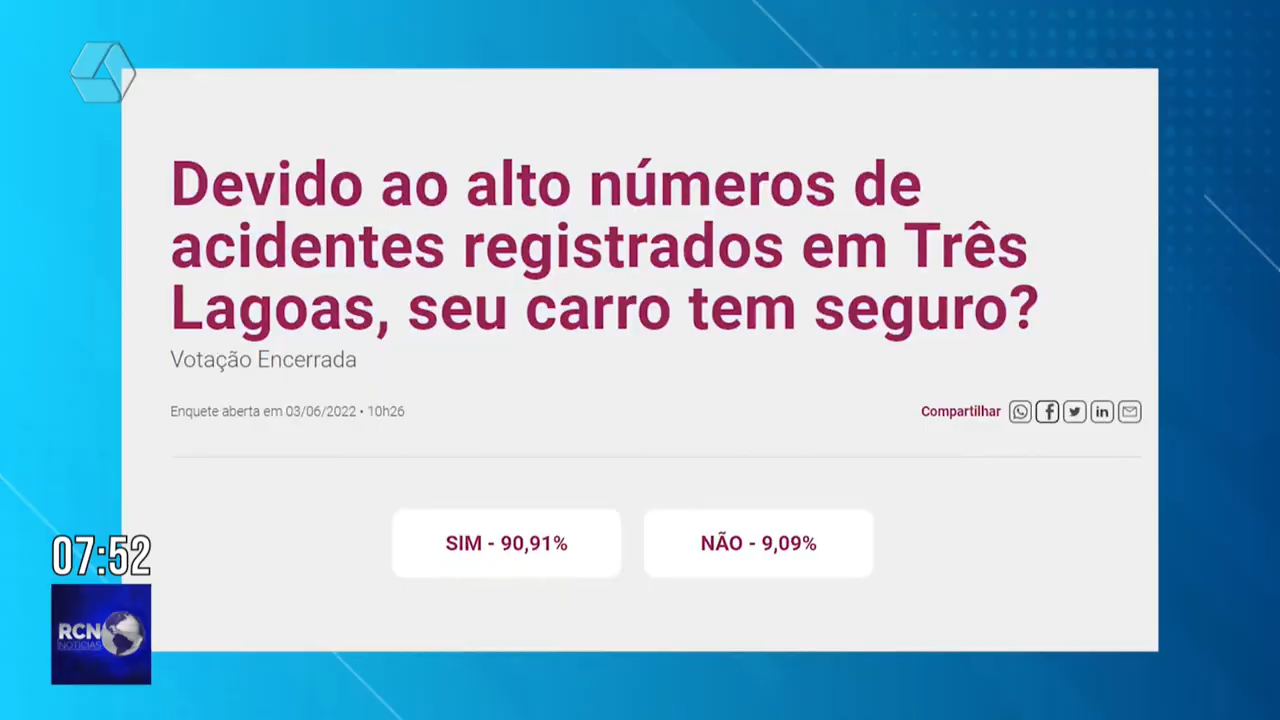 Devido ao alto números de
acidentes registrados em Três
Lagoas, seu carro tem seguro?
Votação Encerrada
Enquete aberta em 03/06/2022 • 10h26
Compartilhar
SIM - 90,91%
NÃO - 9,09%
07:52
RCN
NOTÍCIAS